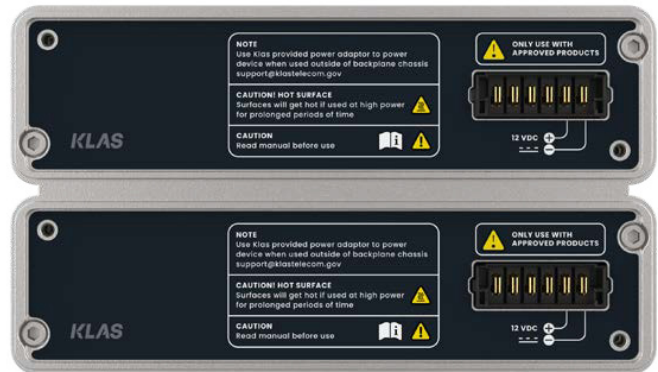 NOTE
Use Klas provided power adaptor to power
device when used outside of backplane chassis
support@klastelecom.gov
CAUTION! HOT SURFACE
Surfaces will get hot if used at high power
for prolonged periods of time
CAUTION
Read manual before use
ONLY USE WITH
APPROVED PRODUCTS
12 VDC
KLAS
NOTE
Use Klas provided power adaptor to power
device when used outside of backplane chassis
support@klastelecom.gov
CAUTION! HOT SURFACE
Surfaces will get hot if used at high power
for prolonged periods of time
CAUTION
Read manual before use
ONLY USE WITH
APPROVED PRODUCTS
12 VDC
KLAS